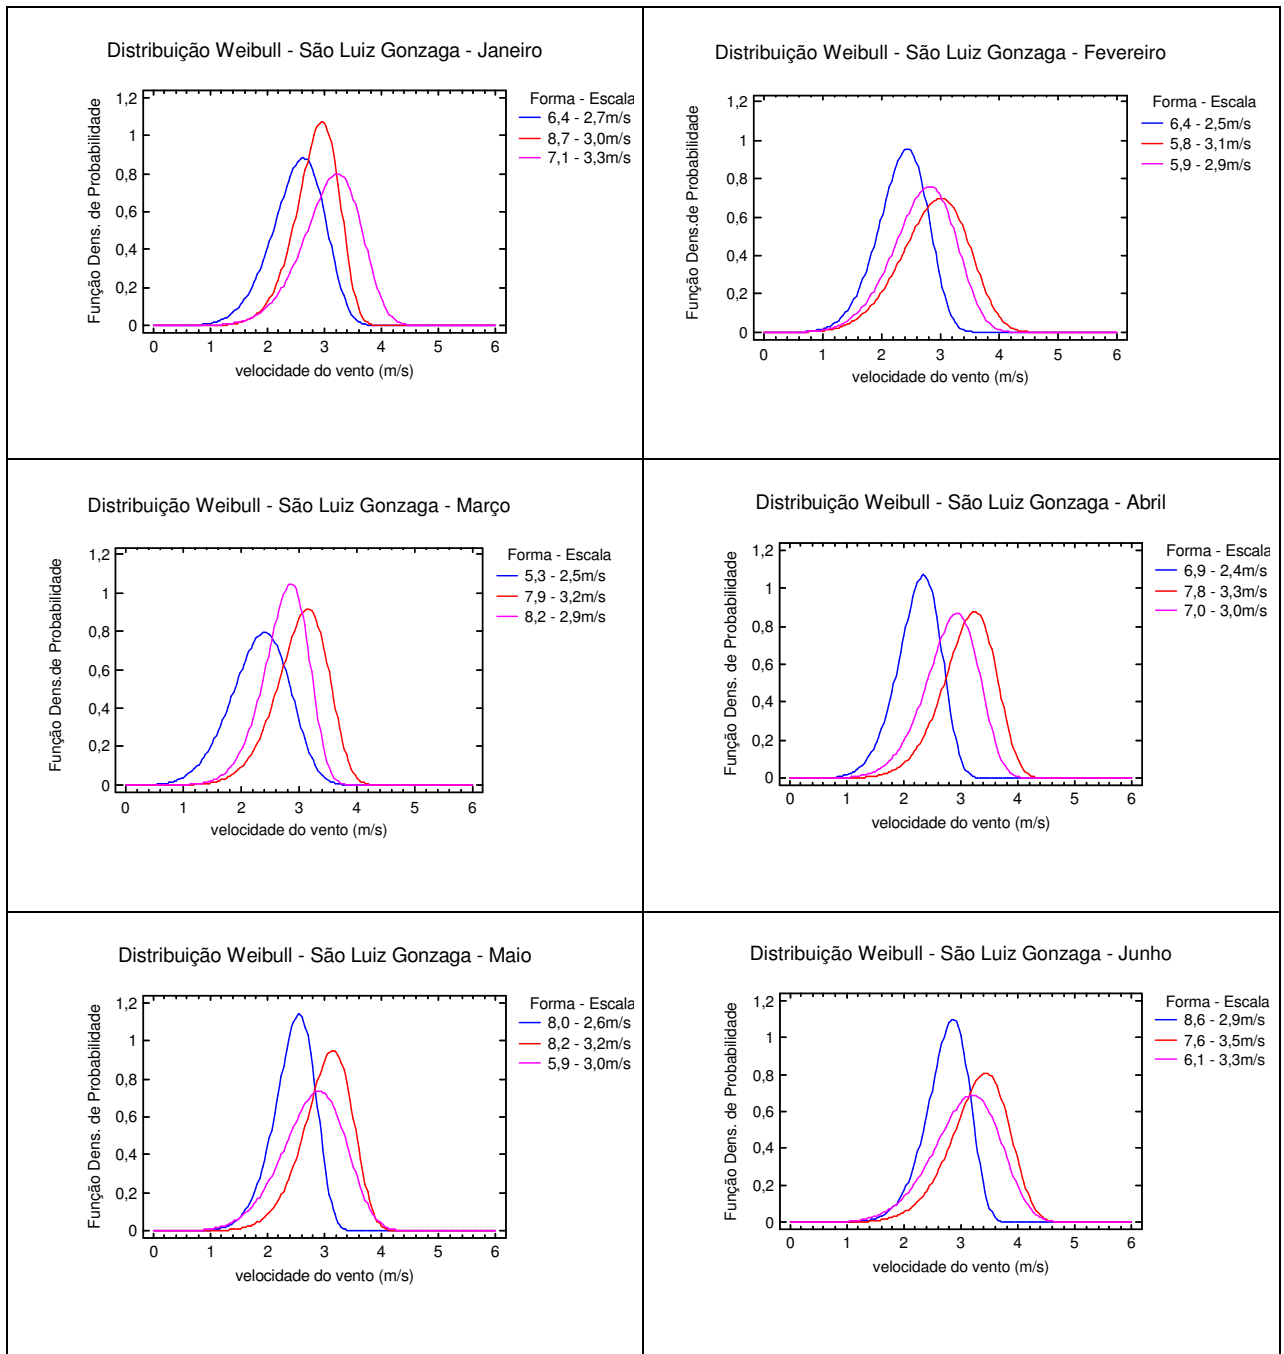 Distribuição Weibull - São Luiz Gonzaga - Janeiro
Função Dens.de Probabilidade
1,2
1
0,8
0,6
0,4
0,2
0
0 1 2 3 4 5 6
velocidade do vento (m/s)
Forma - Escala
6,4 - 2,7m/s
8,7 - 3,0m/s
7,1 - 3,3m/s
Distribuição Weibull - São Luiz Gonzaga - Fevereiro
Função Dens.de Probabilidade
1,2
1
0,8
0,6
0,4
0,2
0
0 1 2 3 4 5 6
velocidade do vento (m/s)
Forma - Escala
6,4 - 2,5m/s
5,8 - 3,1m/s
5,9 - 2,9m/s
Distribuição Weibull - São Luiz Gonzaga - Março
Função Dens.de Probabilidade
1,2
1
0,8
0,6
0,4
0,2
0
0 1 2 3 4 5 6
velocidade do vento (m/s)
Forma - Escala
5,3 - 2,5m/s
7,9 - 3,2m/s
8,2 - 2,9m/s
Distribuição Weibull - São Luiz Gonzaga - Abril
Função Dens. de Probabilidade
1,2
1
0,8
0,6
0,4
0,2
0
0 1 2 3 4 5 6
velocidade do vento (m/s)
Forma - Escala
6,9 - 2,4m/s
7,8 - 3,3m/s
7,0 - 3,0m/s
Distribuição Weibull - São Luiz Gonzaga - Maio
Função Dens. de Probabilidade
1,2
1
0,8
0,6
0,4
0,2
0
0 1 2 3 4 5 6
velocidade do vento (m/s)
Forma - Escala
8,0 - 2,6m/s
8,2 - 3,2m/s
5,9 - 3,0m/s
Distribuição Weibull - São Luiz Gonzaga - Junho
Função Dens. de Probabilidade
1,2
1
0,8
0,6
0,4
0,2
0
0 1 2 3 4 5 6
velocidade do vento (m/s)
Forma - Escala
8,6 - 2,9m/s
7,6 - 3,5m/s
6,1 - 3,3m/s